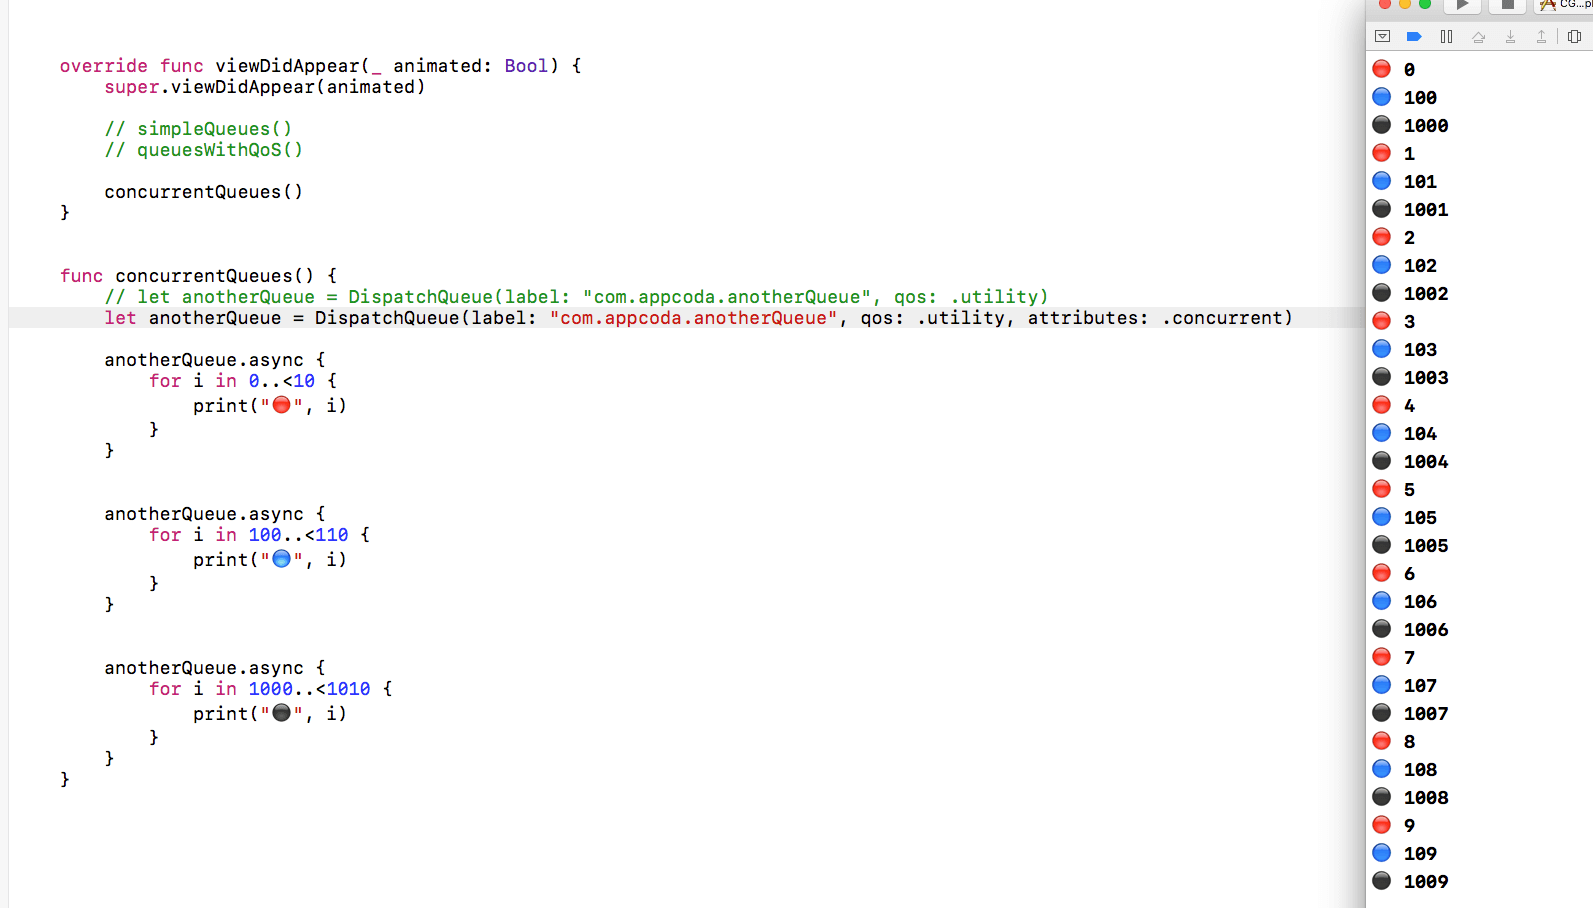 override func viewDidAppear(_ animated: Bool) {
super.viewDidAppear(animated)
// simpleQueues()
// queuesWithQoS()
concurrentQueues()
}
func concurrentQueues() {
// let anotherQueue = DispatchQueue(label: "com.appcoda.anotherQueue", qos: .utility)
let anotherQueue = DispatchQueue(label: "com.appcoda.anotherQueue", qos: .utility, attributes: .concurrent)
anotherQueue.async {
for i in 0..<10 {
print("🔴", i)
}
}
anotherQueue.async {
for i in 100..<110 {
print("🔵", i)
}
}
anotherQueue.async {
for i in 1000..<1010 {
print("⚫", i)
}
}
}
🔴 0
🔵 100
⚫ 1000
🔴 1
🔵 101
⚫ 1001
🔴 2
🔵 102
⚫ 1002
🔴 3
🔵 103
⚫ 1003
🔴 4
🔵 104
⚫ 1004
🔴 5
🔵 105
⚫ 1005
🔴 6
🔵 106
⚫ 1006
🔴 7
🔵 107
⚫ 1007
🔴 8
🔵 108
⚫ 1008
🔴 9
🔵 109
⚫ 1009